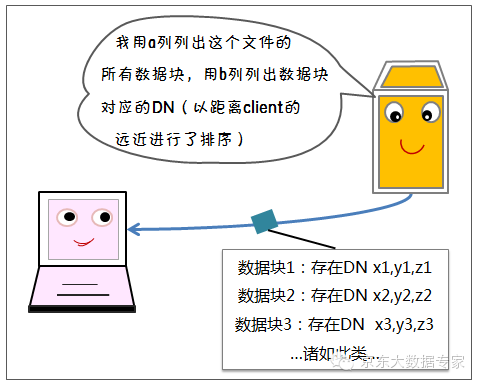 我用a列列出这个文件的
所有数据块，用b列列出数据块
对应的DN（以距离client的
远近进行了排序）
数据块1：存在DN x1,y1,z1
数据块2：存在DN x2,y2,z2
数据块3：存在DN x3,y3,z3
...诸如此类...
京东大数据专家